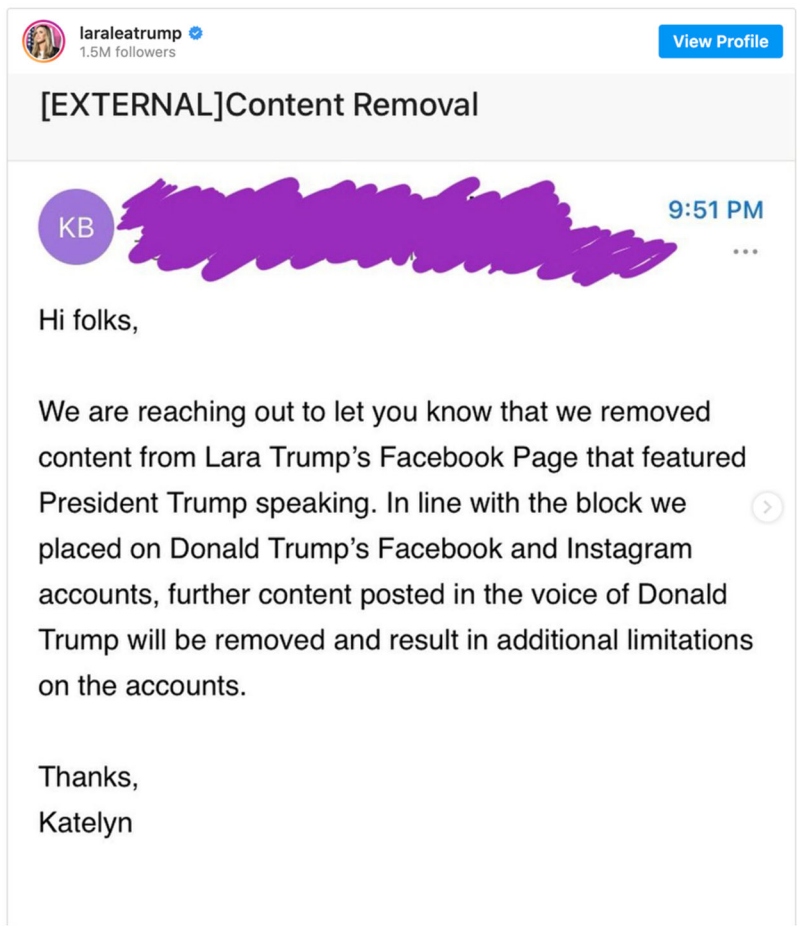 laraleatrump
1.5M followers
View Profile
[EXTERNAL]Content Removal
KB
9:51 PM
Hi folks,
We are reaching out to let you know that we removed
content from Lara Trump’s Facebook Page that featured
President Trump speaking. In line with the block we
placed on Donald Trump’s Facebook and Instagram
accounts, further content posted in the voice of Donald
Trump will be removed and result in additional limitations
on the accounts.
Thanks,
Katelyn